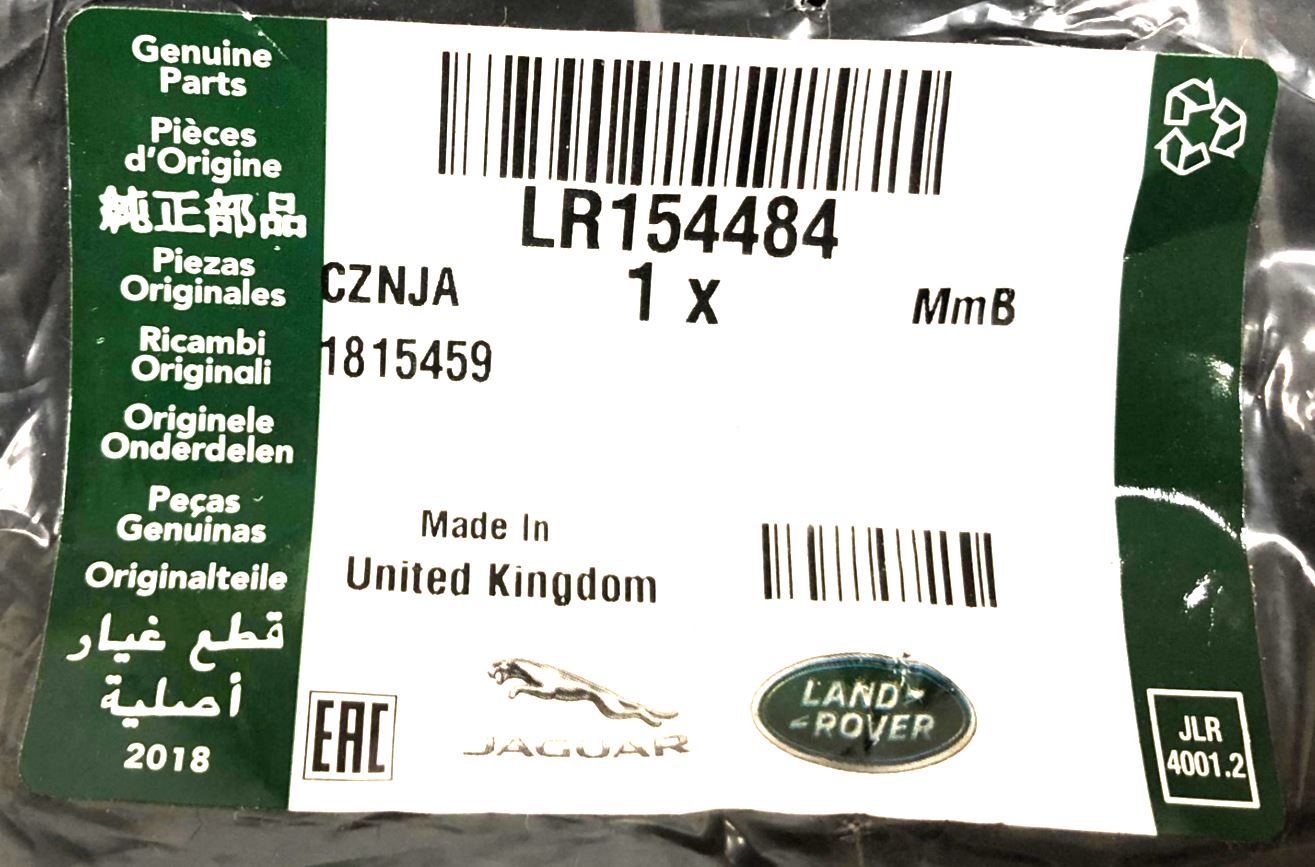 Genuine
Parts
Pièces
d'Origine
純正部品
Piezas
Originales
Ricambi
Originali
Originele
Onderdelen
Peças
Genuinas
Originalteile
قطع غيار
أصلية
2018
LR154484
CZNJA
1 x
MmB
1815459
Made In
United Kingdom
EAC
JAGUAR
LAND
ROVER
JLR
4001.2